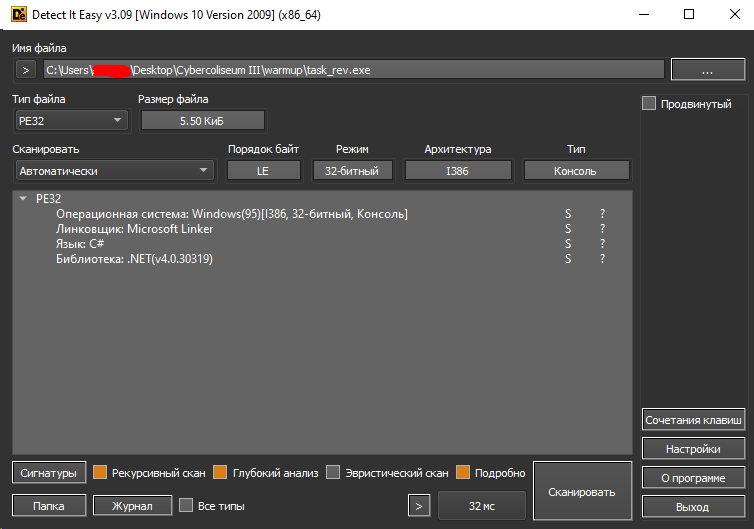 Detect It Easy v3.09 [Windows 10 Version 2009] (x86_64)
Имя файла
> C:\Users\ \Desktop\Cybercoliseum III\warmup\task_rev.exe ...
Тип файла Размер файла
PE32 5.50 КиБ Продвинутый
Сканировать Порядок байт Режим Архитектура Тип
Автоматически LE 32-битный I386 Консоль
PE32
Операционная система: Windows(95)[I386, 32-битный, Консоль] S ?
Линковщик: Microsoft Linker S ?
Язык: C# S ?
Библиотека: .NET(v4.0.30319) S ?
Сочетания клавиш
Настройки
Сигнатуры Рекурсивный скан Глубокий анализ Эвристический скан Подробно Сканировать О программе
Папка Журнал Все типы > 32 мс Выход